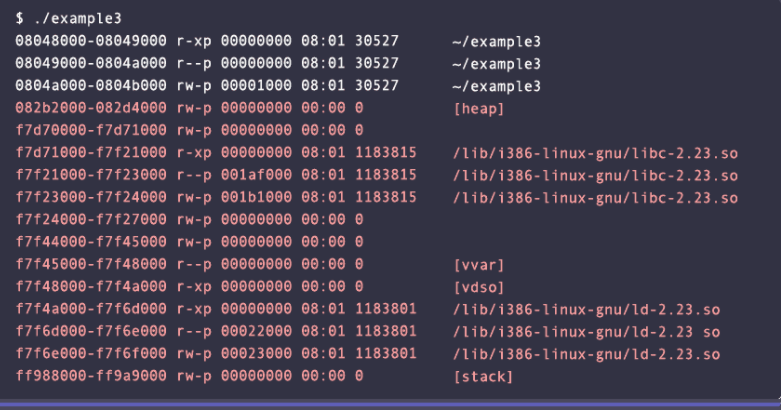 $ ./example3
08048000-08049000 r-xp 00000000 08:01 30527 ~/example3
08049000-0804a000 r--p 00000000 08:01 30527 ~/example3
0804a000-0804b000 rw-p 00001000 08:01 30527 ~/example3
082b2000-082d4000 rw-p 00000000 00:00 0 [heap]
f7d70000-f7d71000 rw-p 00000000 00:00 0
f7d71000-f7f21000 r-xp 00000000 08:01 1183815 /lib/i386-linux-gnu/libc-2.23.so
f7f21000-f7f23000 r--p 001af000 08:01 1183815 /lib/i386-linux-gnu/libc-2.23.so
f7f23000-f7f24000 rw-p 001b1000 08:01 1183815 /lib/i386-linux-gnu/libc-2.23.so
f7f24000-f7f27000 rw-p 00000000 00:00 0
f7f44000-f7f45000 rw-p 00000000 00:00 0
f7f45000-f7f48000 r--p 00000000 00:00 0 [vvar]
f7f48000-f7f4a000 r-xp 00000000 00:00 0 [vdso]
f7f4a000-f7f6d000 r-xp 00000000 08:01 1183801 /lib/i386-linux-gnu/ld-2.23.so
f7f6d000-f7f6e000 r--p 00022000 08:01 1183801 /lib/i386-linux-gnu/ld-2.23 so
f7f6e000-f7f6f000 rw-p 00023000 08:01 1183801 /lib/i386-linux-gnu/ld-2.23.so
ff988000-ff9a9000 rw-p 00000000 00:00 0 [stack]